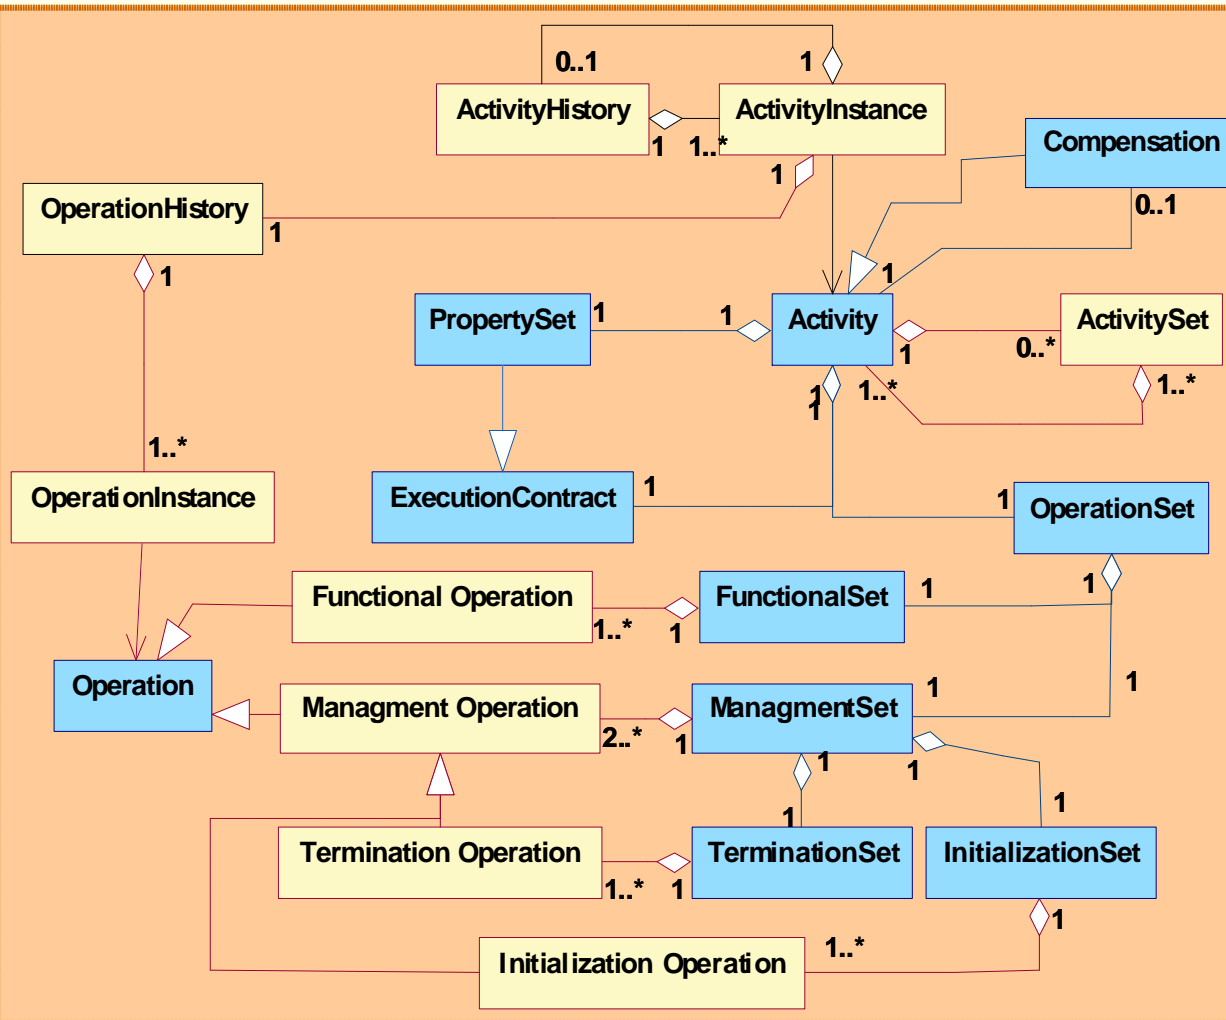 0..1
1
ActivityHistory
ActivityInstance
1
1..*
Compensation
1
0..1
OperationHistory
1
1
1
PropertySet
1
1
Activity
1
0..*
ActivitySet
1
1
1..*
1..*
1..*
OperationInstance
ExecutionContract
1
1
OperationSet
Functional Operation
1..*
1
FunctionalSet
1
1
Operation
Managment Operation
2..*
1
ManagmentSet
1
1
1
1
1
1
Termination Operation
1..*
1
TerminationSet
InitializationSet
1
Initialization Operation
1..*